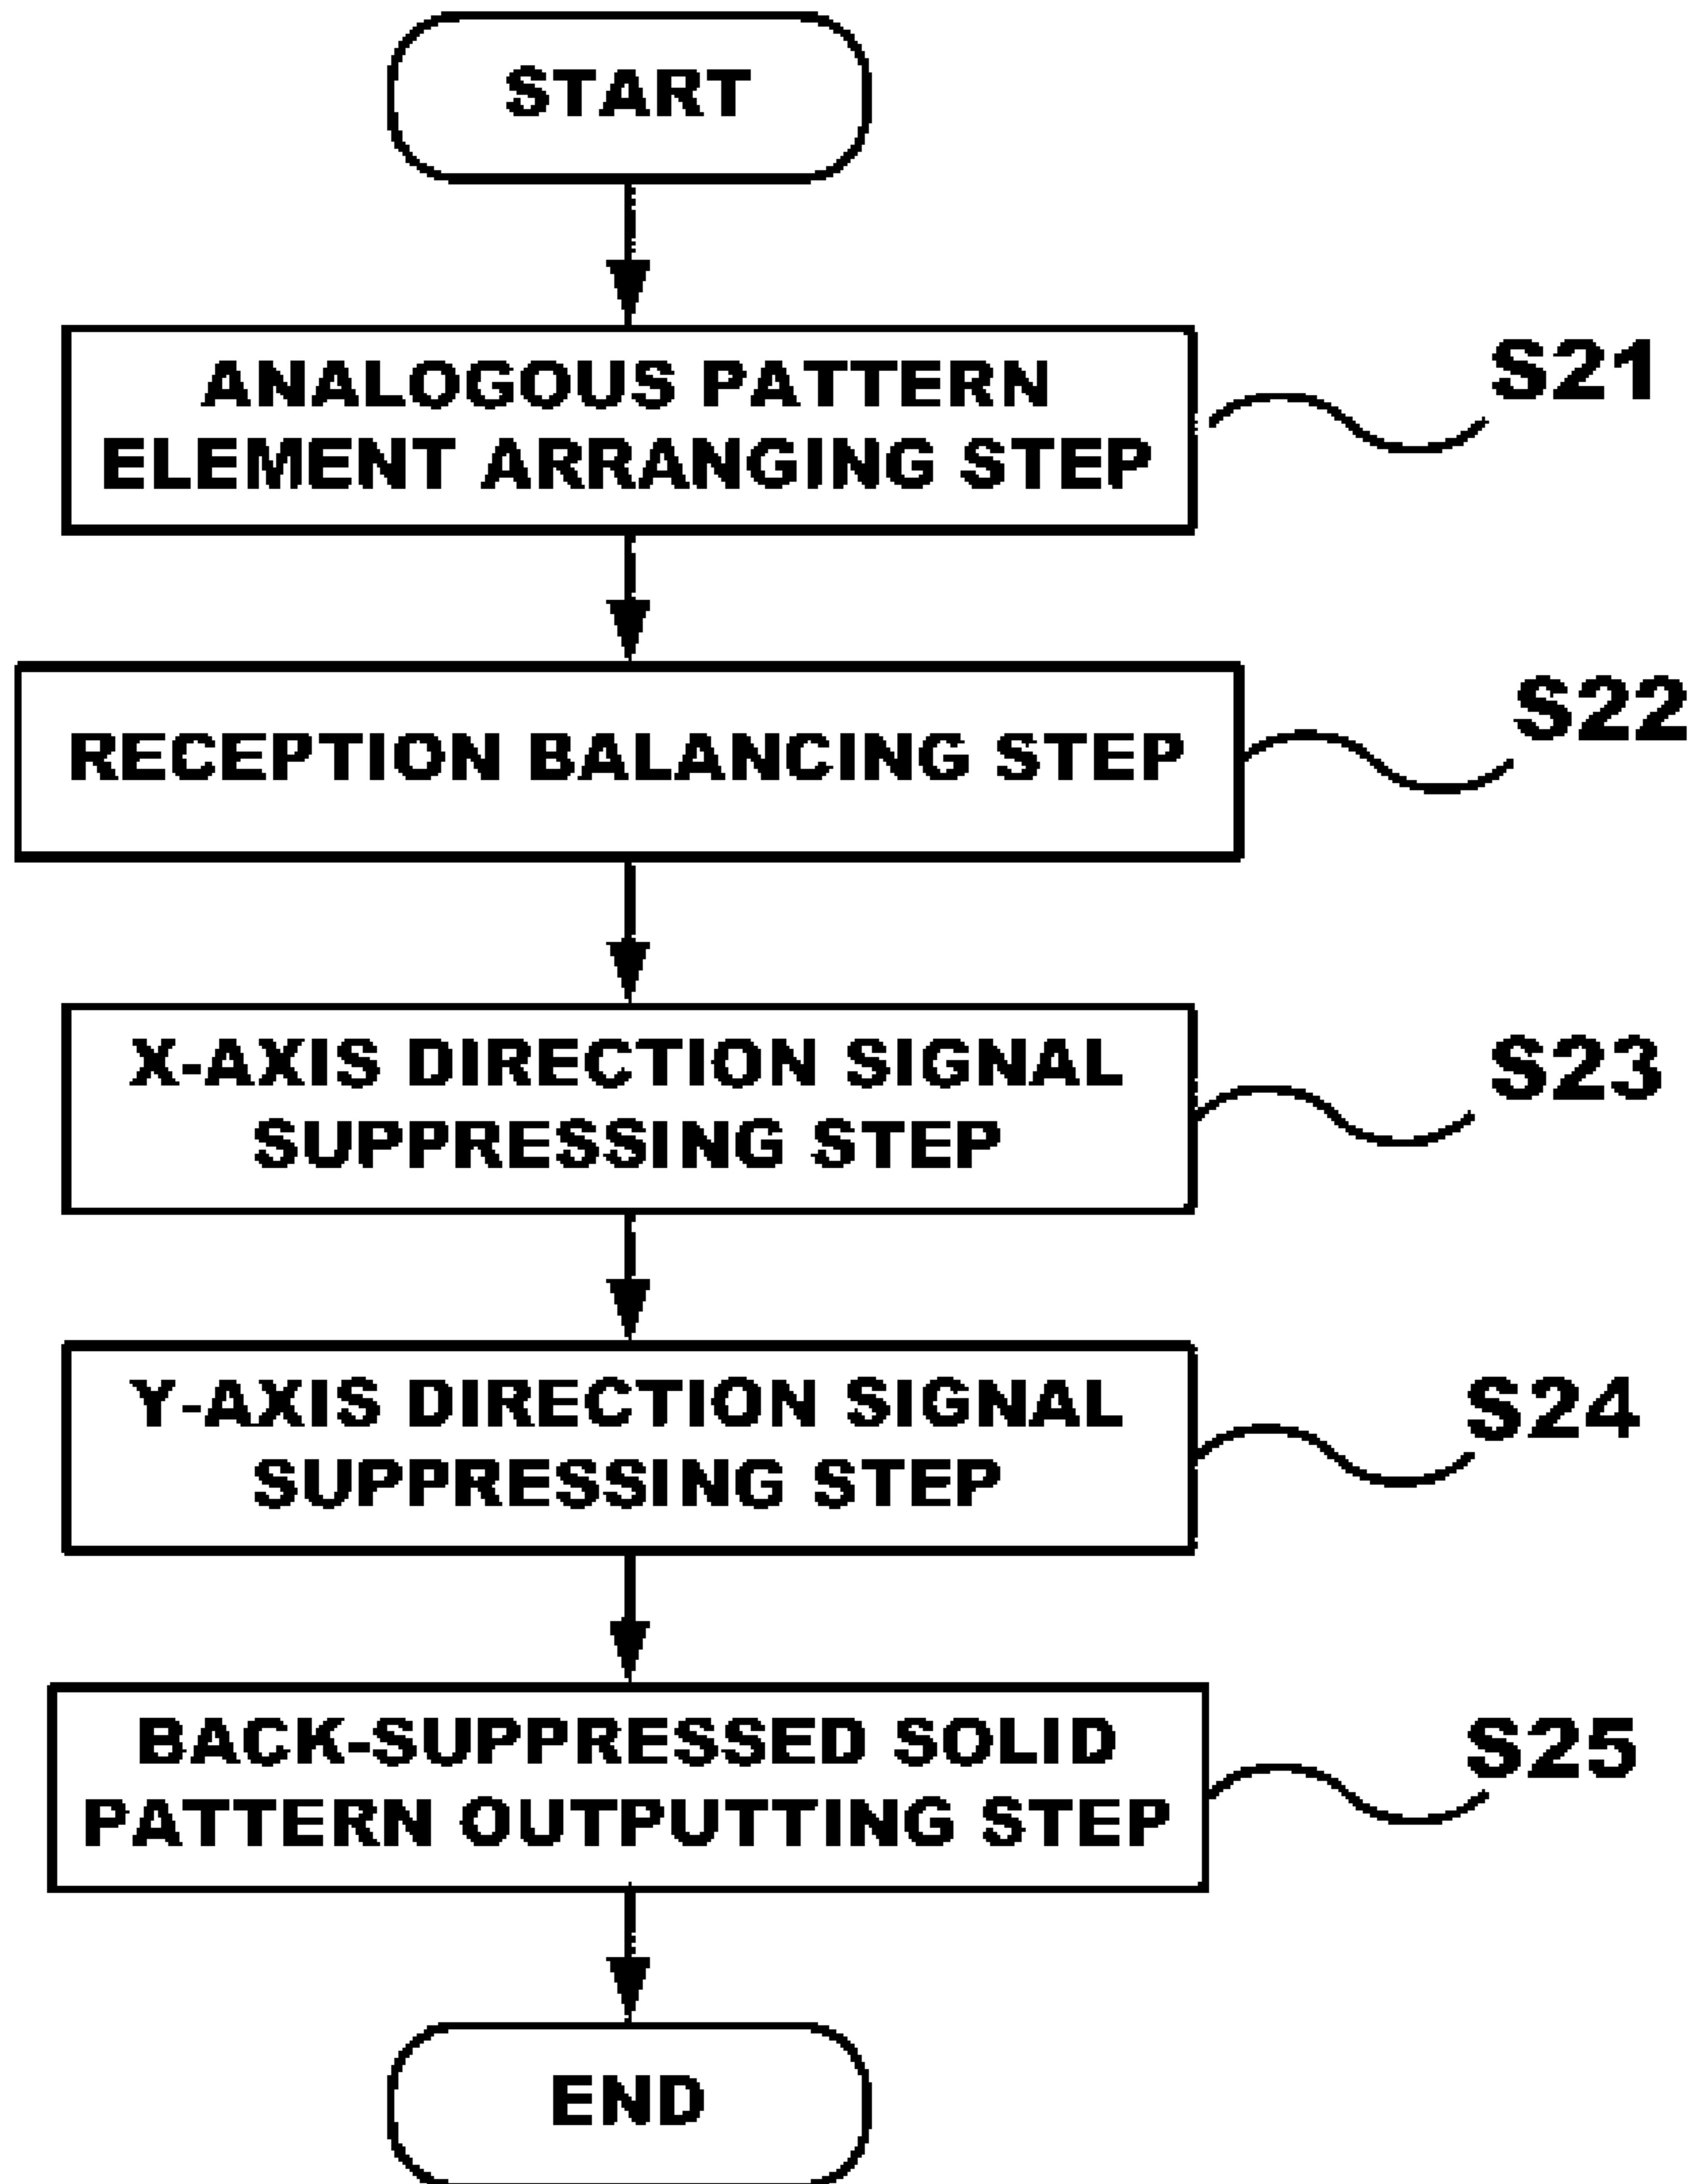 START
ANALOGOUS PATTERN
ELEMENT ARRANGING STEP
S21
RECEPTION BALANCING STEP
S22
X-AXIS DIRECTION SIGNAL
SUPPRESSING STEP
S23
Y-AXIS DIRECTION SIGNAL
SUPPRESSING STEP
S24
BACK-SUPPRESSED SOLID
PATTERN OUTPUTTING STEP
S25
END